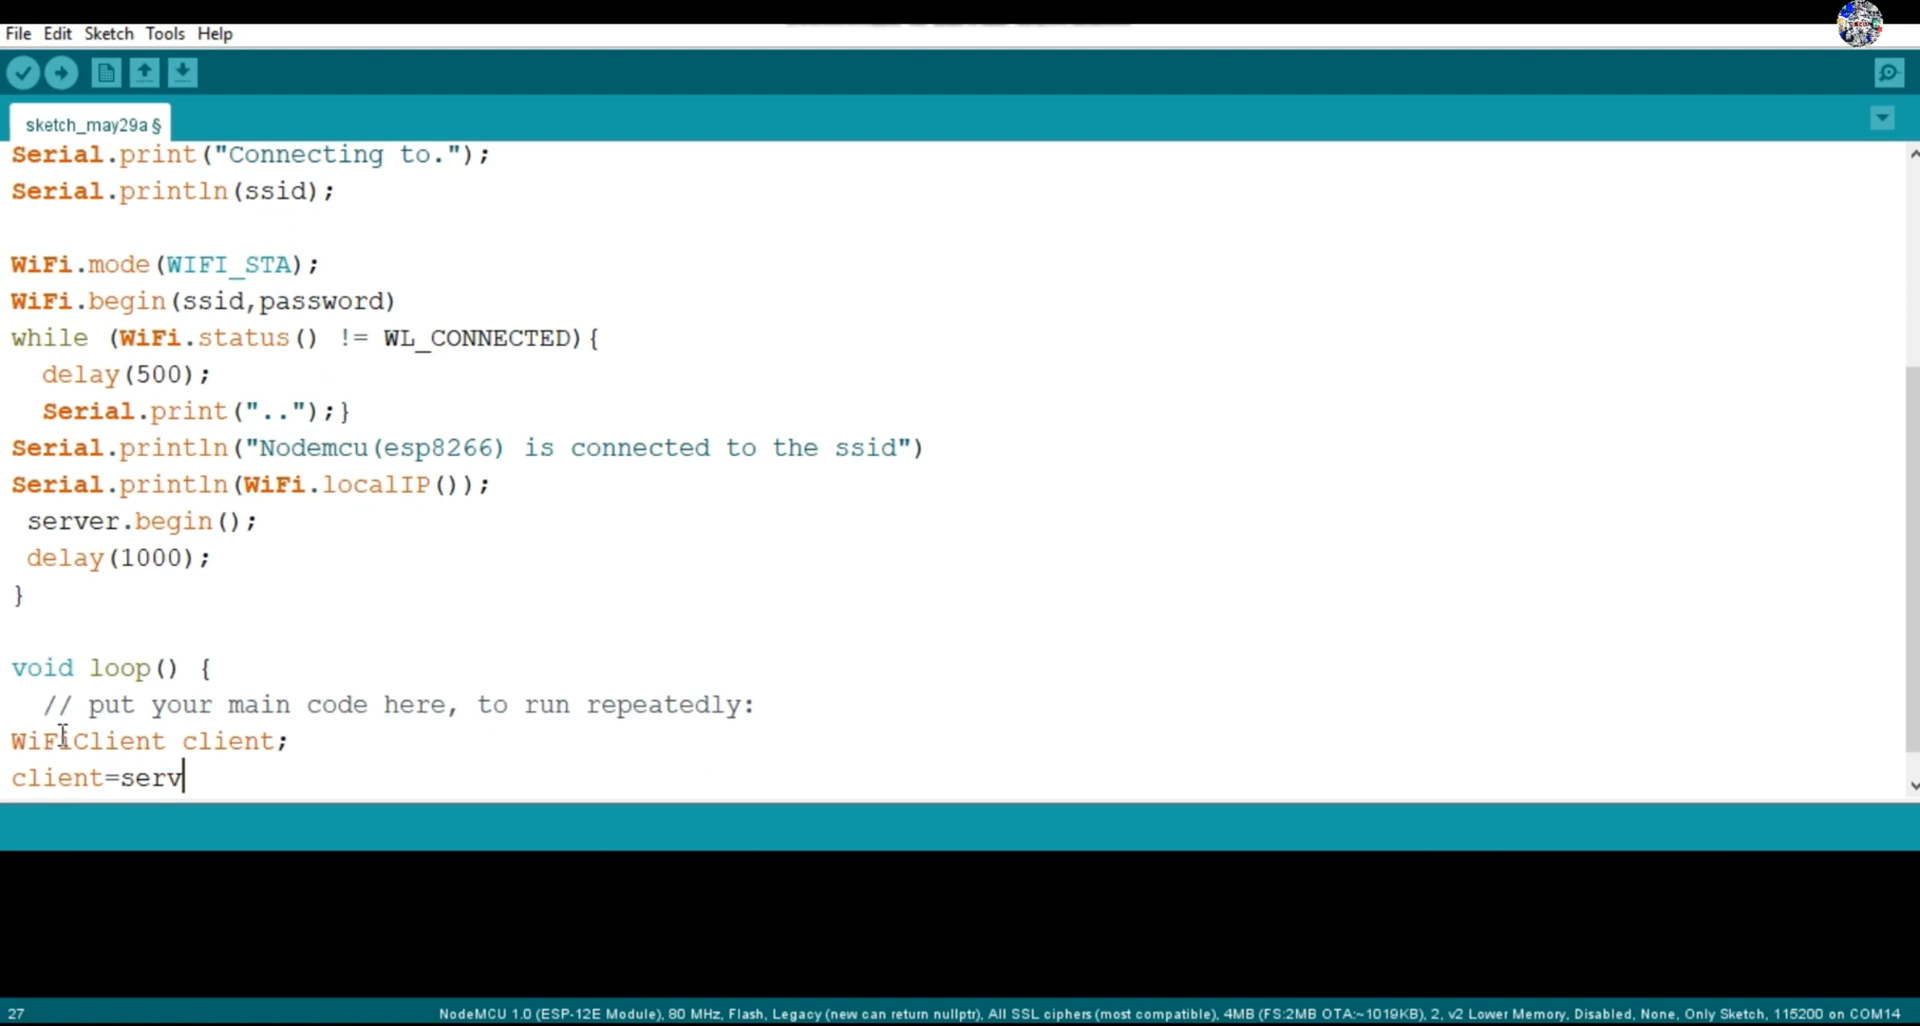 File Edit Sketch Tools Help
sketch_may29a §
Serial.print("Connecting to.");
Serial.println(ssid);
WiFi.mode(WIFI_STA);
WiFi.begin(ssid,password)
while (WiFi.status() != WL_CONNECTED){
delay(500);
Serial.print("..");}
Serial.println("Nodemcu(esp8266) is connected to the ssid")
Serial.println(WiFi.localIP());
server.begin();
delay(1000);
}
void loop() {
// put your main code here, to run repeatedly:
WiFiClient client;
client=serv
27
NodeMCU 1.0 (ESP-12E Module), 80 MHz, Flash, Legacy (new can return nullptr), All SSL ciphers (most compatible), 4MB (FS:2MB OTA:~1019KB), 2, v2 Lower Memory, Disabled, None, Only Sketch, 115200 on COM14